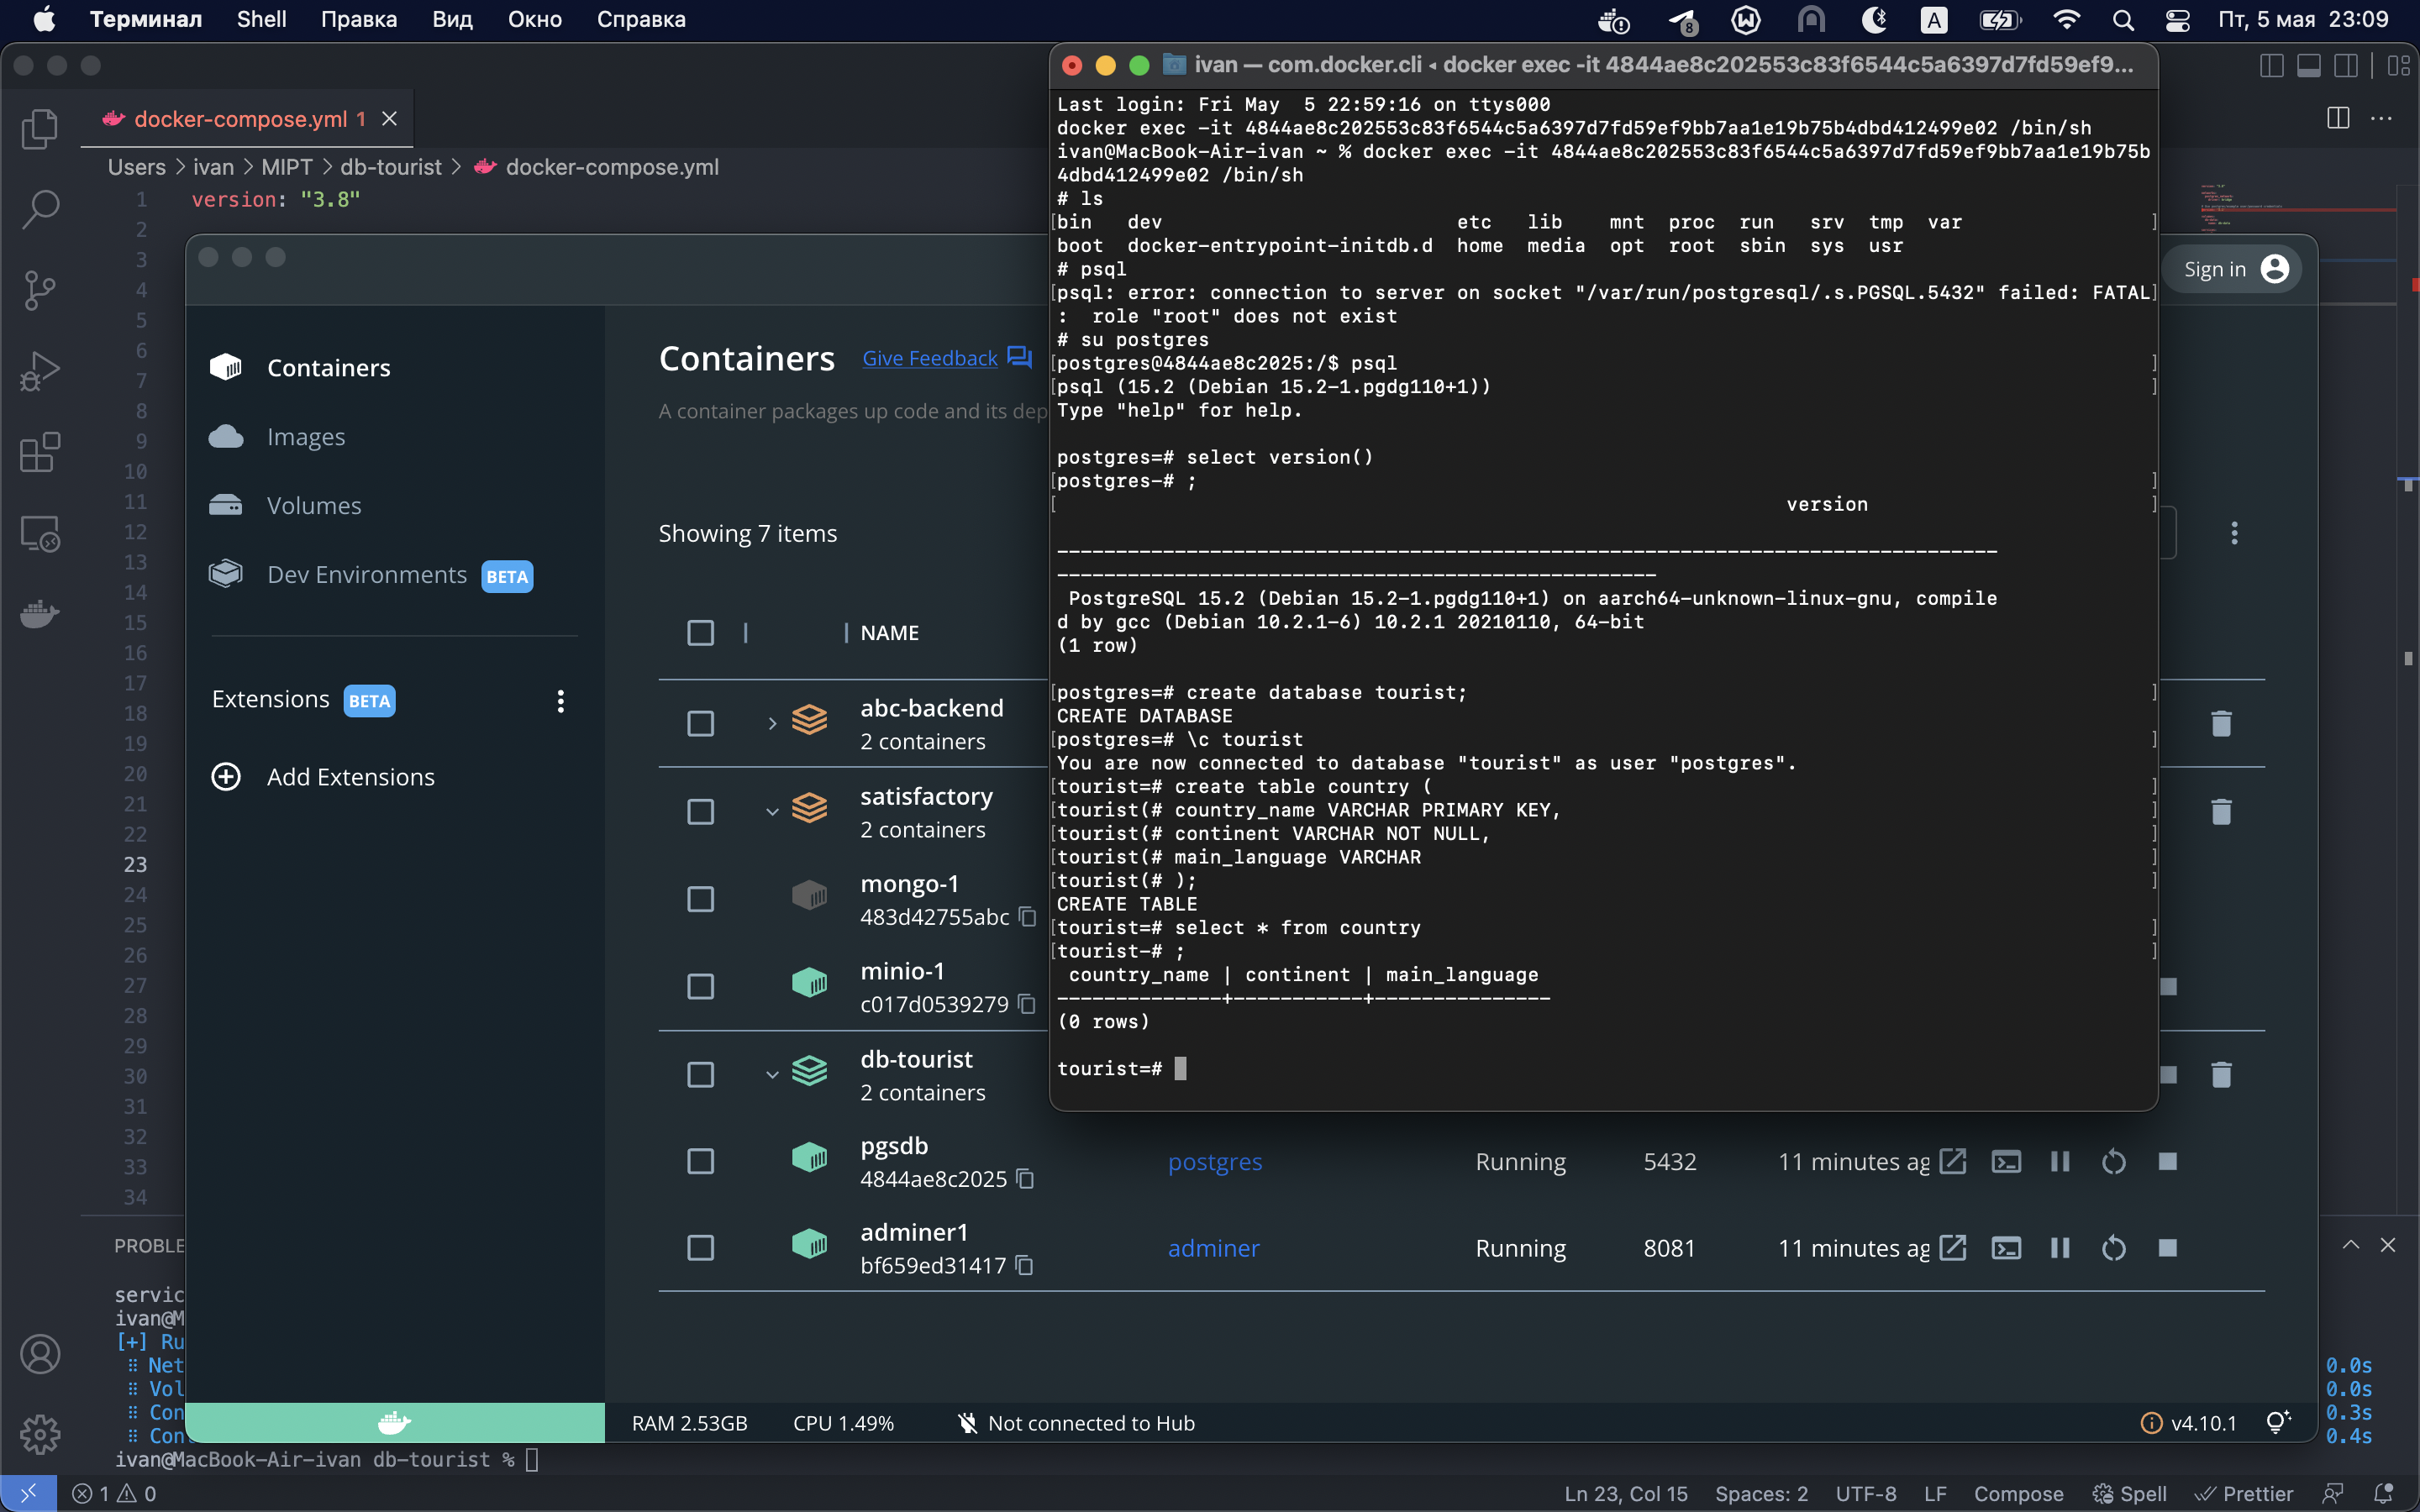 Терминал Shell Правка Вид Окно Справка
8 A Пт, 5 мая 23:09
docker-compose.yml 1
Users > ivan > MIPT > db-tourist > docker-compose.yml
1 version: "3.8"
2
3
4
5
6
7
8
9
10
11
12
13
14
15
16
17
18
19
20
21
22
23
24
25
26
27
28
29
30
31
32
33
34
Sign in
Containers
Images
Volumes
Dev Environments BETA
Extensions BETA
Add Extensions
Containers Give Feedback
A container packages up code and its dep
Showing 7 items
NAME
abc-backend
2 containers
satisfactory
2 containers
mongo-1
483d42755abc
minio-1
c017d0539279
db-tourist
2 containers
pgsdb
4844ae8c2025
postgres Running 5432 11 minutes ag
adminer1
bf659ed31417
adminer Running 8081 11 minutes ag
RAM 2.53GB CPU 1.49% Not connected to Hub v4.10.1
ivan — com.docker.cli ◂ docker exec -it 4844ae8c202553c83f6544c5a6397d7fd59ef9...
Last login: Fri May  5 22:59:16 on ttys000
docker exec -it 4844ae8c202553c83f6544c5a6397d7fd59ef9bb7aa1e19b75b4dbd412499e02 /bin/sh
ivan@MacBook-Air-ivan ~ % docker exec -it 4844ae8c202553c83f6544c5a6397d7fd59ef9bb7aa1e19b75b
4dbd412499e02 /bin/sh
# ls
bin   dev                         etc   lib    mnt  proc  run   srv  tmp  var
boot  docker-entrypoint-initdb.d  home  media  opt  root  sbin  sys  usr
# psql
psql: error: connection to server on socket "/var/run/postgresql/.s.PGSQL.5432" failed: FATAL
:  role "root" does not exist
# su postgres
postgres@4844ae8c2025:/$ psql
psql (15.2 (Debian 15.2-1.pgdg110+1))
Type "help" for help.
postgres=# select version()
postgres-# ;
version
--------------------------------------------------------------------------------
---------------------------------------------------
PostgreSQL 15.2 (Debian 15.2-1.pgdg110+1) on aarch64-unknown-linux-gnu, compile
d by gcc (Debian 10.2.1-6) 10.2.1 20210110, 64-bit
(1 row)
postgres=# create database tourist;
CREATE DATABASE
postgres=# \c tourist
You are now connected to database "tourist" as user "postgres".
tourist=# create table country (
tourist(# country_name VARCHAR PRIMARY KEY,
tourist(# continent VARCHAR NOT NULL,
tourist(# main_language VARCHAR
tourist(# );
CREATE TABLE
tourist=# select * from country
tourist-# ;
country_name | continent | main_language
--------------+-----------+---------------
(0 rows)
tourist=#
PROBLE
servic
ivan@M
[+] Ru
Net 0.0s
Vol 0.0s
Con 0.3s
Con 0.4s
ivan@MacBook-Air-ivan db-tourist %
1 0 Ln 23, Col 15 Spaces: 2 UTF-8 LF Compose Spell Prettier